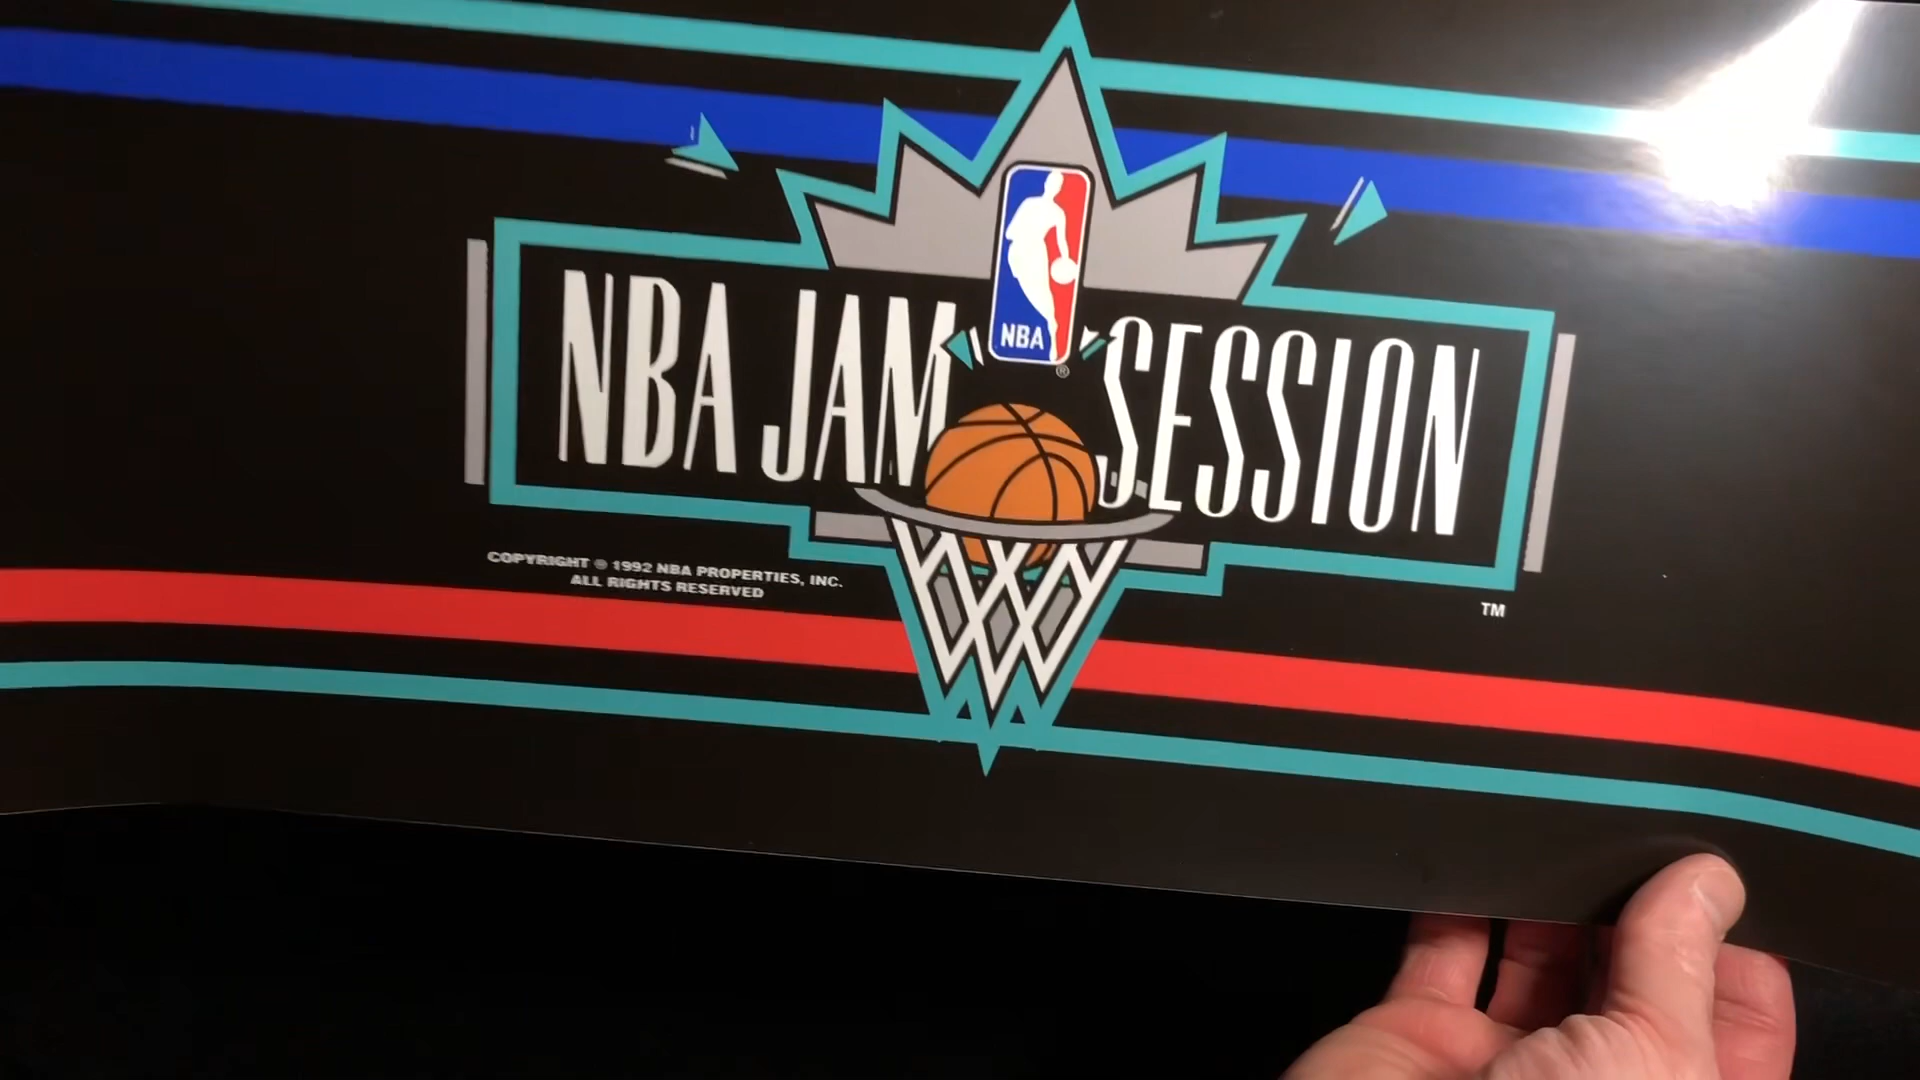 NBA
®
NBA JAM SESSION
COPYRIGHT © 1992 NBA PROPERTIES, INC.
ALL RIGHTS RESERVED
TM